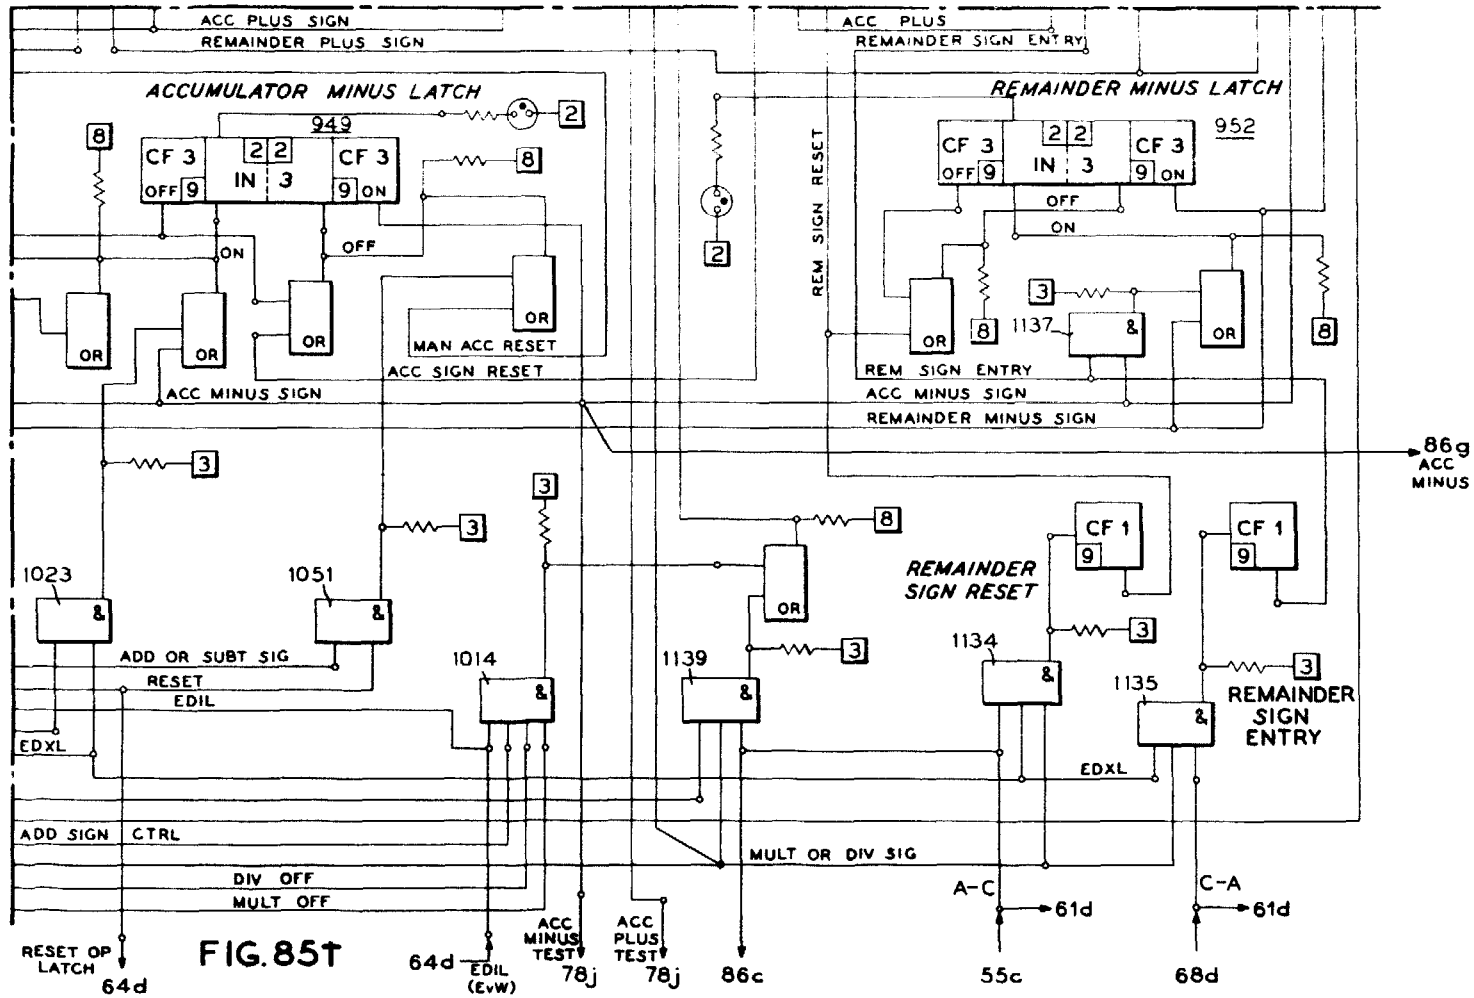 ACC PLUS SIGN
REMAINDER PLUS SIGN
ACC PLUS
REMAINDER SIGN ENTRY
ACCUMULATOR MINUS LATCH
949
2
8
CF 3
OFF 9
2 2
IN 3
CF 3
9 ON
8
ON
OFF
OR
OR
OR
OR
MAN ACC RESET
ACC SIGN RESET
ACC MINUS SIGN
REMAINDER MINUS LATCH
952
2
REM SIGN RESET
CF 3
OFF 9
2 2
IN 3
CF 3
9 ON
OFF
ON
OR
8
3
1137
&
OR
8
REM SIGN ENTRY
ACC MINUS SIGN
REMAINDER MINUS SIGN
86g
ACC
MINUS
3
3
3
8
OR
3
1023
&
1051
&
1014
&
1139
&
REMAINDER
SIGN RESET
CF 1
9
CF 1
9
1134
&
3
1135
&
3
REMAINDER
SIGN
ENTRY
ADD OR SUBT SIG
RESET
EDIL
EDXL
EDXL
ADD SIGN CTRL
MULT OR DIV SIG
DIV OFF
MULT OFF
A-C
61d
C-A
61d
RESET OP
LATCH
64d
FIG. 85t
64d
EDIL
(EvW)
ACC
MINUS
TEST
78j
ACC
PLUS
TEST
78j
86c
55c
68d